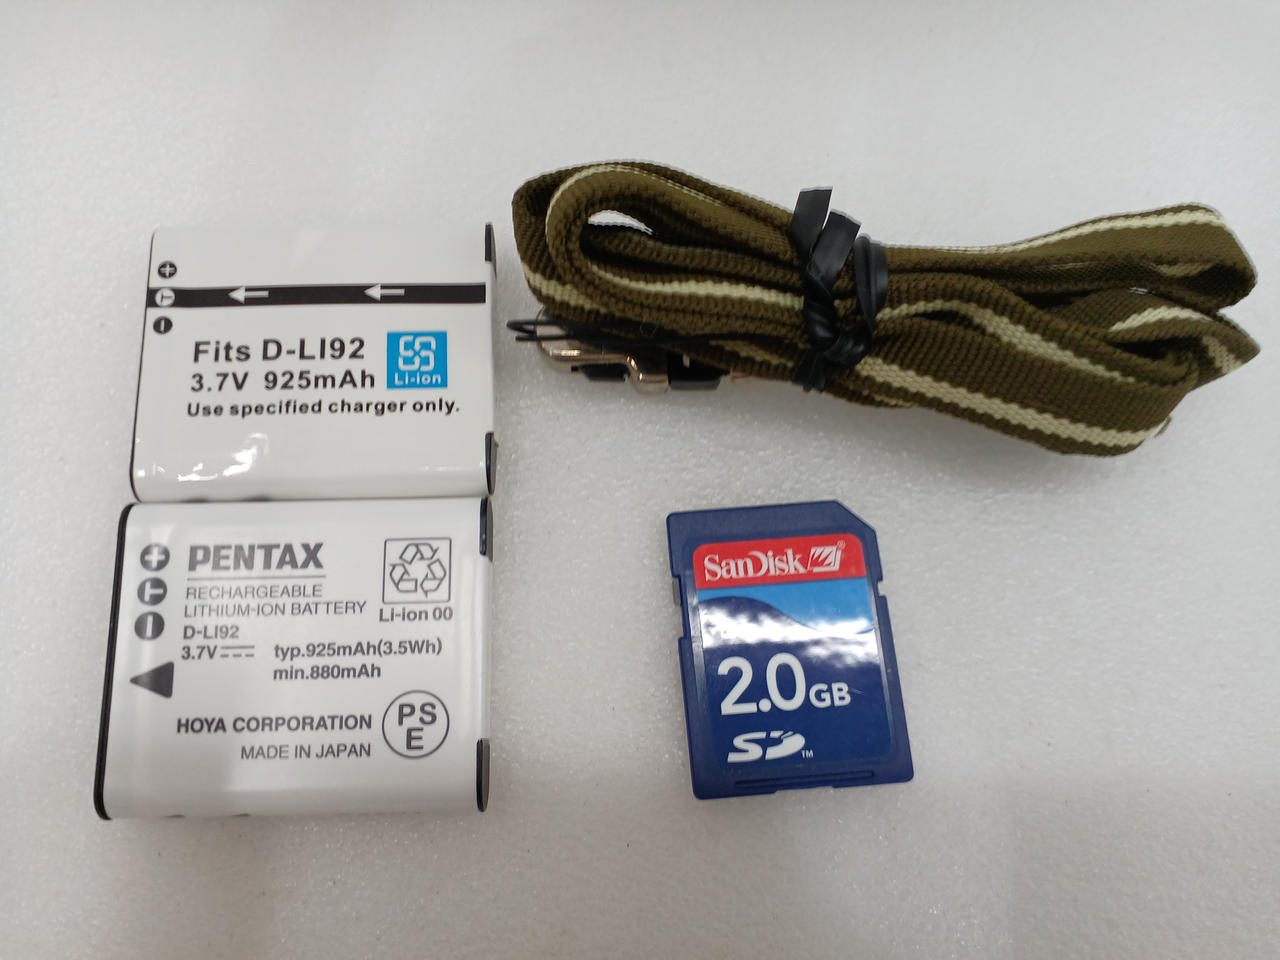 +
T
-
Fits D-LI92
3.7V 925mAh
Li-ion
Use specified charger only.
+
T
-
PENTAX
RECHARGEABLE
LITHIUM-ION BATTERY
Li-ion 00
D-LI92
3.7V
typ.925mAh(3.5Wh)
min.880mAh
HOYA CORPORATION
MADE IN JAPAN
PS
E
SanDisk
2.0GB
SD™